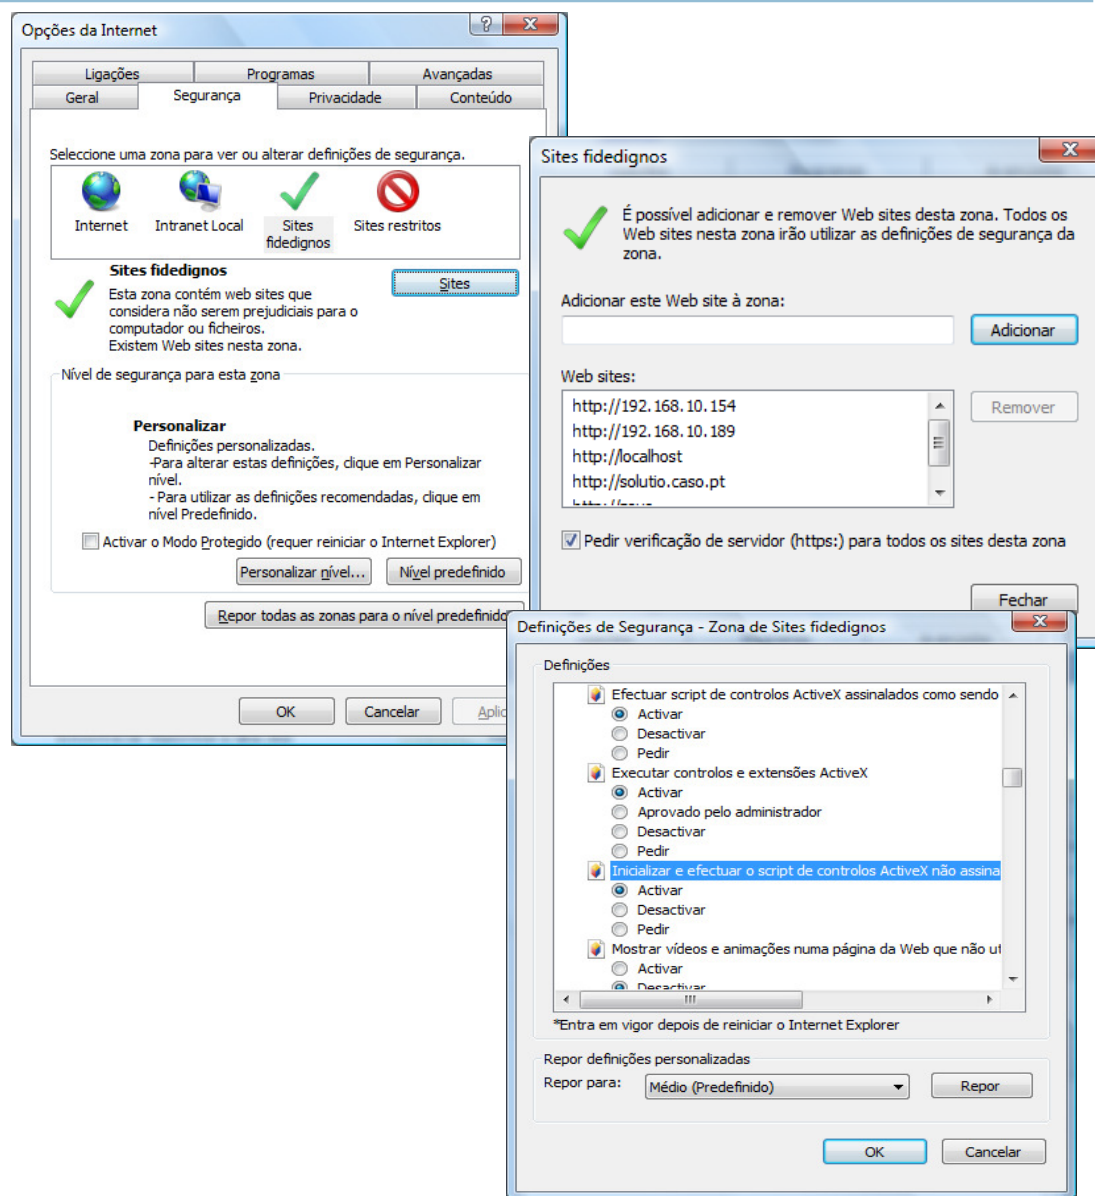 Opções da Internet
Ligações Programas Avançadas
Geral Segurança Privacidade Conteúdo
Seleccione uma zona para ver ou alterar definições de segurança.
Internet Intranet Local Sites fidedignos Sites restritos
Sites fidedignos
Sites
Esta zona contém web sites que
considera não serem prejudiciais para o
computador ou ficheiros.
Existem Web sites nesta zona.
Nível de segurança para esta zona
Personalizar
Definições personalizadas.
-Para alterar estas definições, clique em Personalizar
nível.
- Para utilizar as definições recomendadas, clique em
nível Predefinido.
Activar o Modo Protegido (requer reiniciar o Internet Explorer)
Personalizar nível... Nível predefinido
Repor todas as zonas para o nível predefinido
OK Cancelar Aplic
Sites fidedignos
É possível adicionar e remover Web sites desta zona. Todos os
Web sites nesta zona irão utilizar as definições de segurança da
zona.
Adicionar este Web site à zona:
Adicionar
Web sites:
http://192.168.10.154
http://192.168.10.189
http://localhost
http://solutio.caso.pt
Remover
Pedir verificação de servidor (https:) para todos os sites desta zona
Fechar
Definições de Segurança - Zona de Sites fidedignos
Definições
Efectuar script de controlos ActiveX assinalados como sendo
Activar
Desactivar
Pedir
Executar controlos e extensões ActiveX
Activar
Aprovado pelo administrador
Desactivar
Pedir
Inicializar e efectuar o script de controlos ActiveX não assina
Activar
Desactivar
Pedir
Mostrar vídeos e animações numa página da Web que não ut
Activar
Desactivar
*Entra em vigor depois de reiniciar o Internet Explorer
Repor definições personalizadas
Repor para: Médio (Predefinido) Repor
OK Cancelar